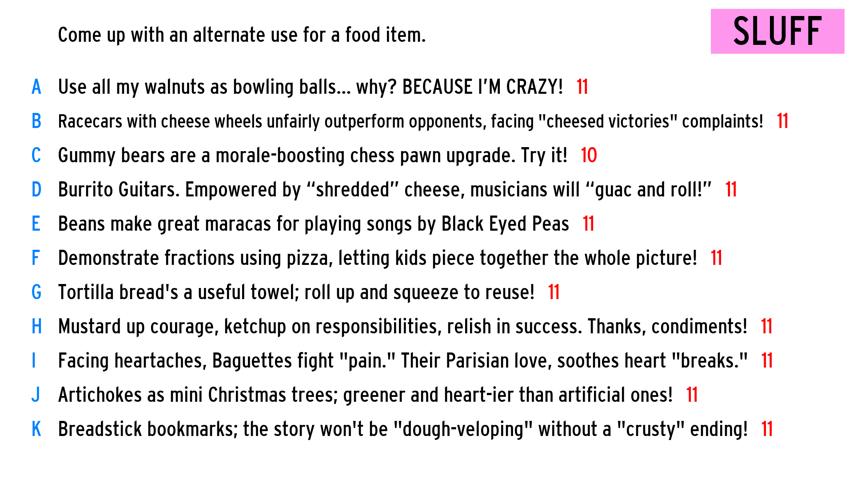 Come up with an alternate use for a food item.
SLUFF
A Use all my walnuts as bowling balls... why? BECAUSE I'M CRAZY! 11
B Racecars with cheese wheels unfairly outperform opponents, facing "cheesed victories" complaints! 11
C Gummy bears are a morale-boosting chess pawn upgrade. Try it! 10
D Burrito Guitars. Empowered by “shredded” cheese, musicians will “guac and roll!” 11
E Beans make great maracas for playing songs by Black Eyed Peas 11
F Demonstrate fractions using pizza, letting kids piece together the whole picture! 11
G Tortilla bread's a useful towel; roll up and squeeze to reuse! 11
H Mustard up courage, ketchup on responsibilities, relish in success. Thanks, condiments! 11
I Facing heartaches, Baguettes fight "pain." Their Parisian love, soothes heart "breaks." 11
J Artichokes as mini Christmas trees; greener and heart-ier than artificial ones! 11
K Breadstick bookmarks; the story won't be "dough-veloping" without a "crusty" ending! 11